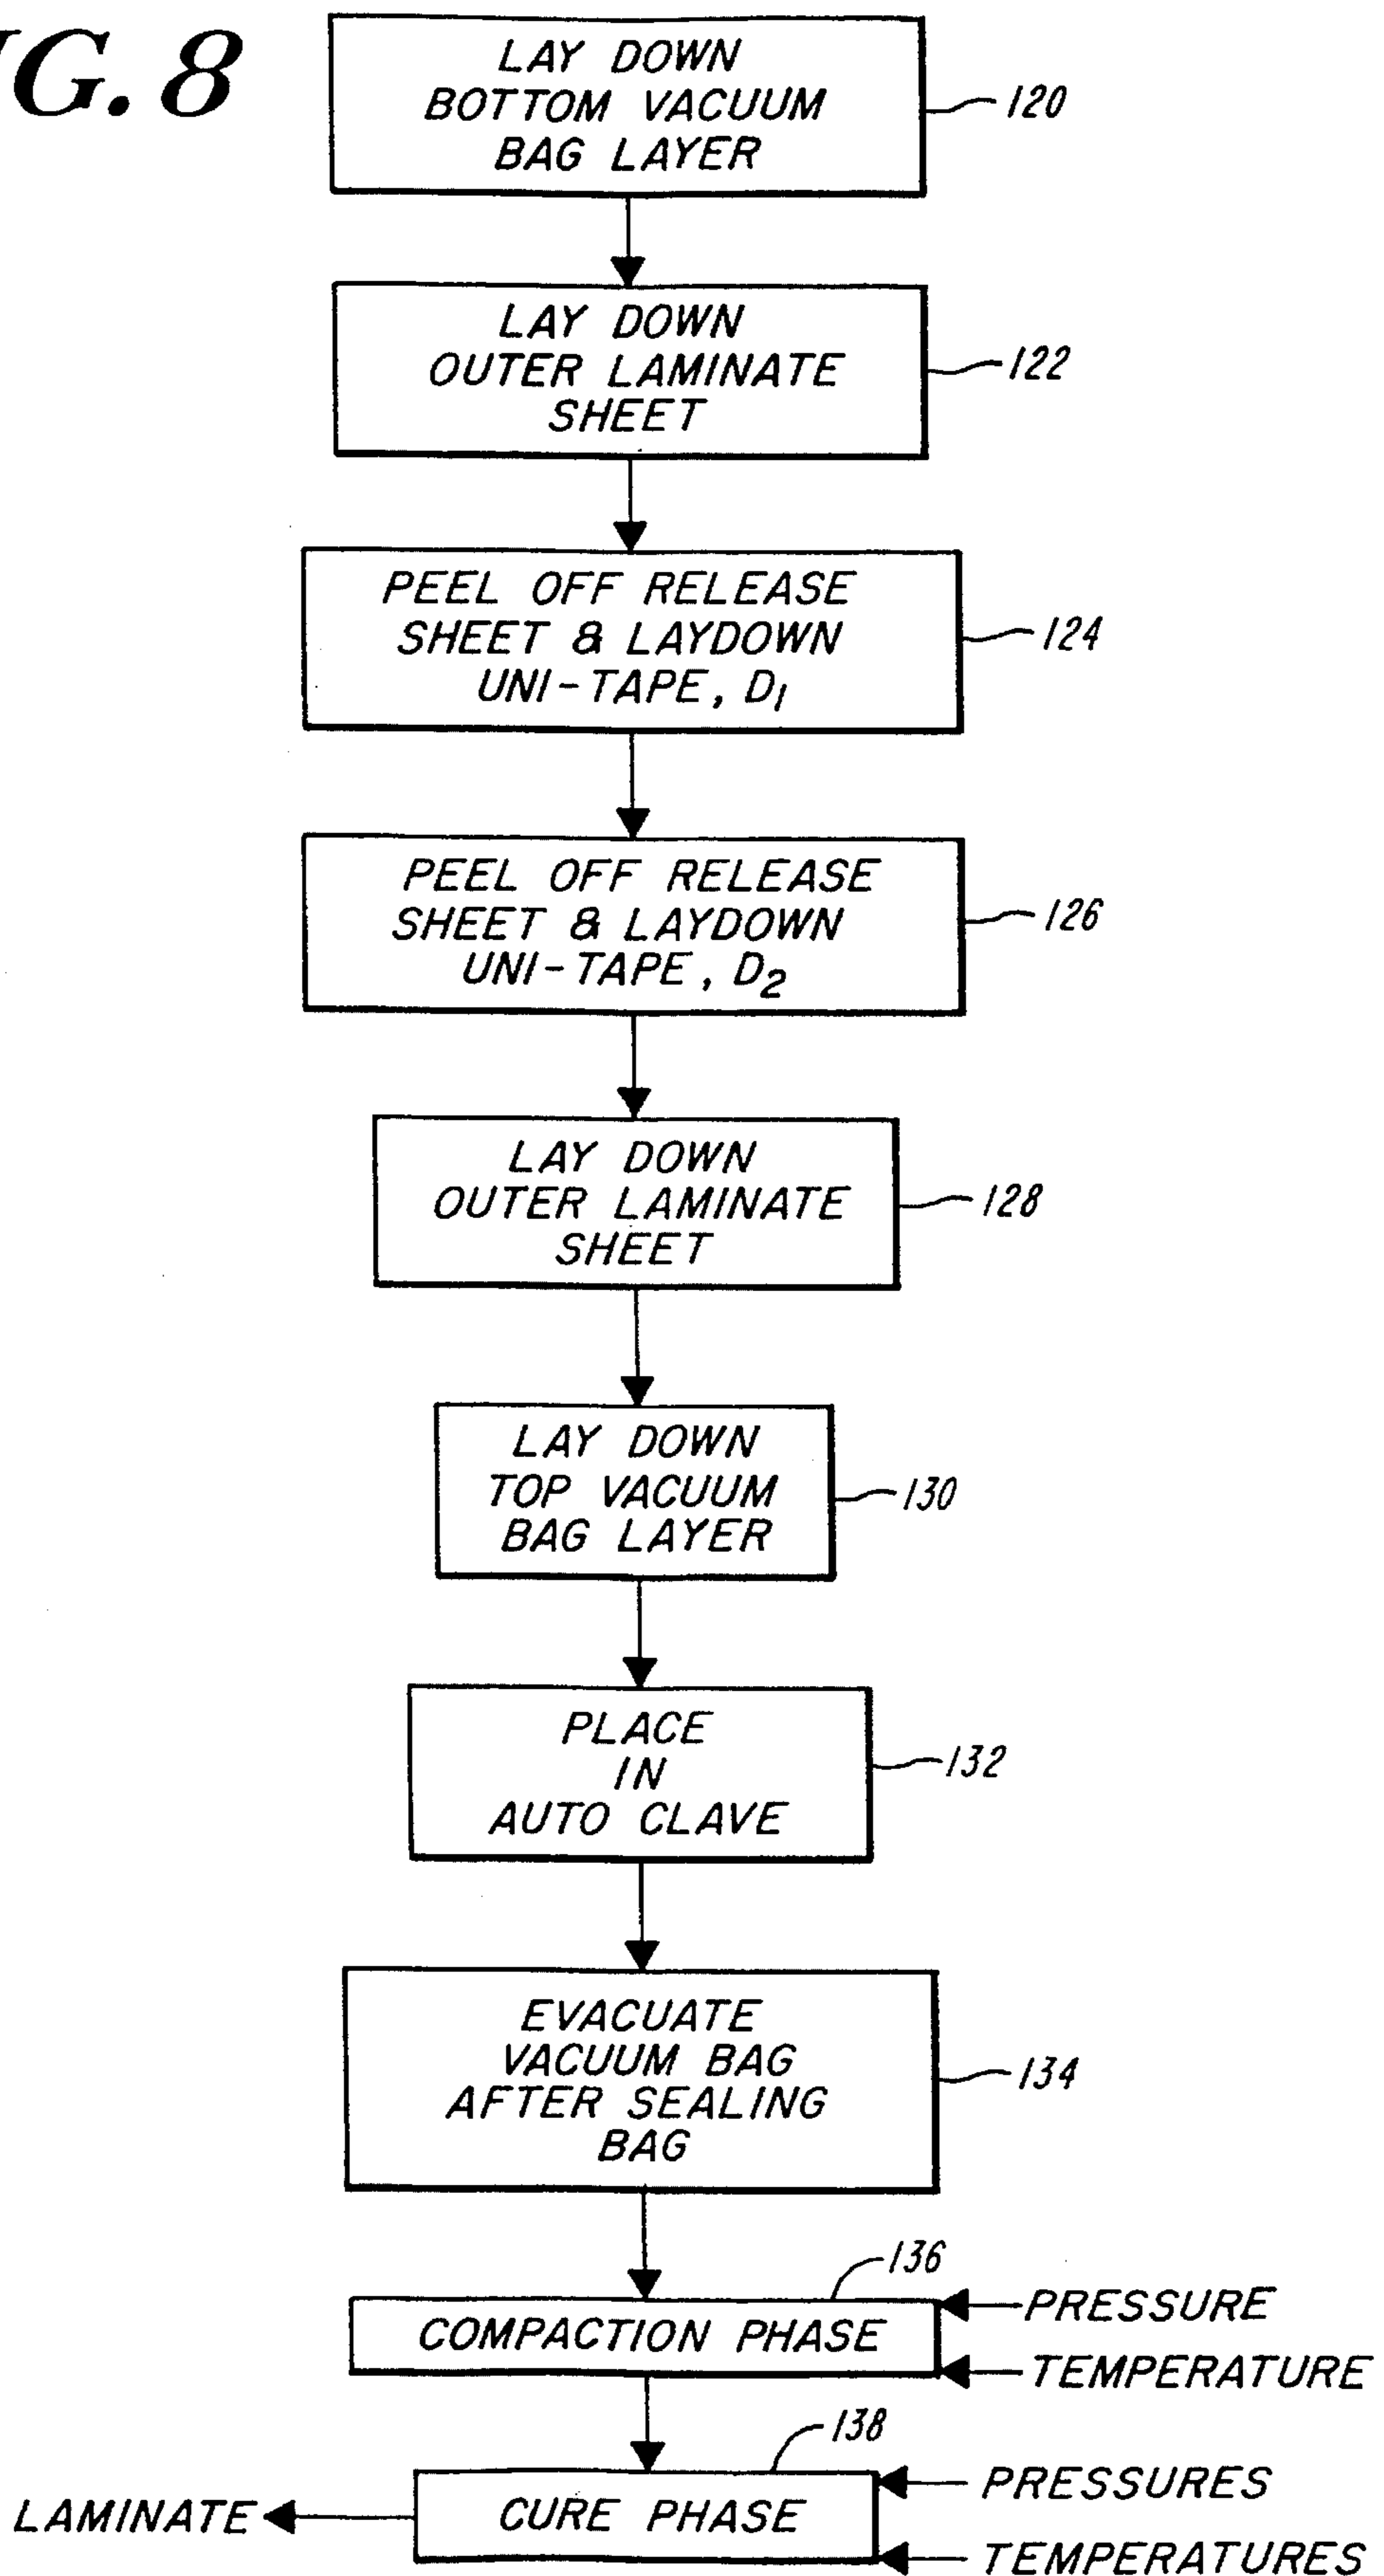 IG. 8
LAY DOWN
BOTTOM VACUUM
BAG LAYER
120
LAY DOWN
OUTER LAMINATE
SHEET
122
PEEL OFF RELEASE
SHEET & LAYDOWN
UNI-TAPE, D1
124
PEEL OFF RELEASE
SHEET & LAYDOWN
UNI-TAPE, D2
126
LAY DOWN
OUTER LAMINATE
SHEET
128
LAY DOWN
TOP VACUUM
BAG LAYER
130
PLACE
IN
AUTO CLAVE
132
EVACUATE
VACUUM BAG
AFTER SEALING
BAG
134
136
COMPACTION PHASE
PRESSURE
TEMPERATURE
138
CURE PHASE
PRESSURES
TEMPERATURES
LAMINATE